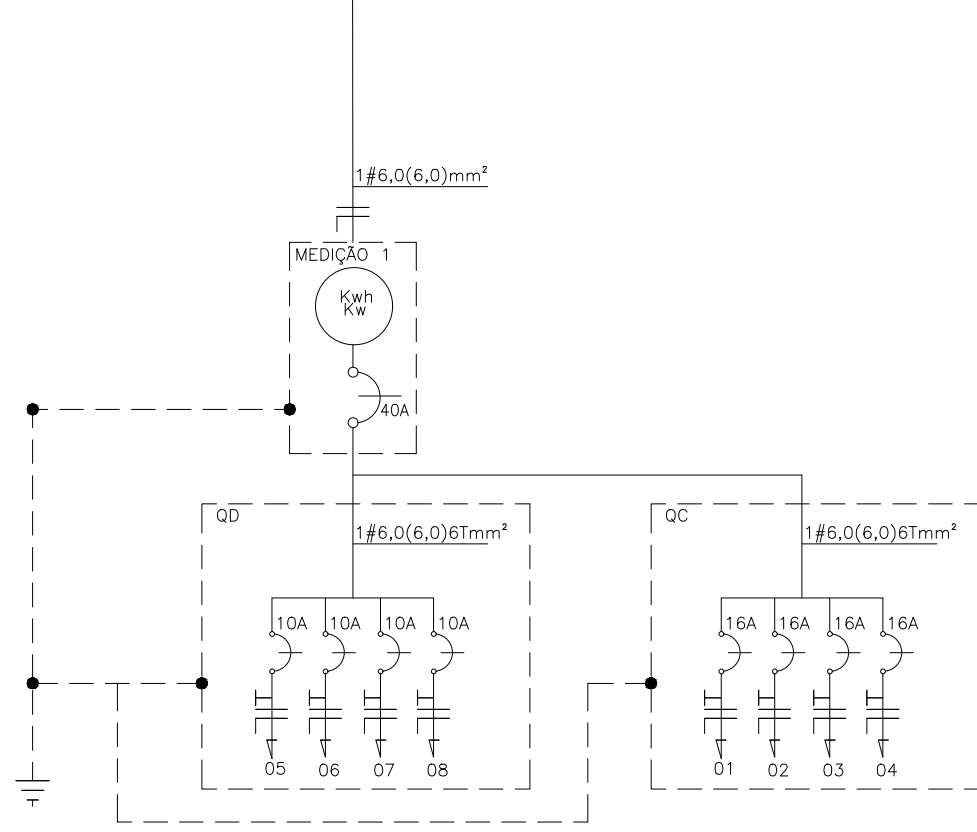 1#6,0(6,0)mm²
MEDIÇÃO 1
Kwh
Kw
40A
QD
1#6,0(6,0)6Tmm²
10A 10A 10A 10A
05 06 07 08
QC
1#6,0(6,0)6Tmm²
16A 16A 16A 16A
01 02 03 04